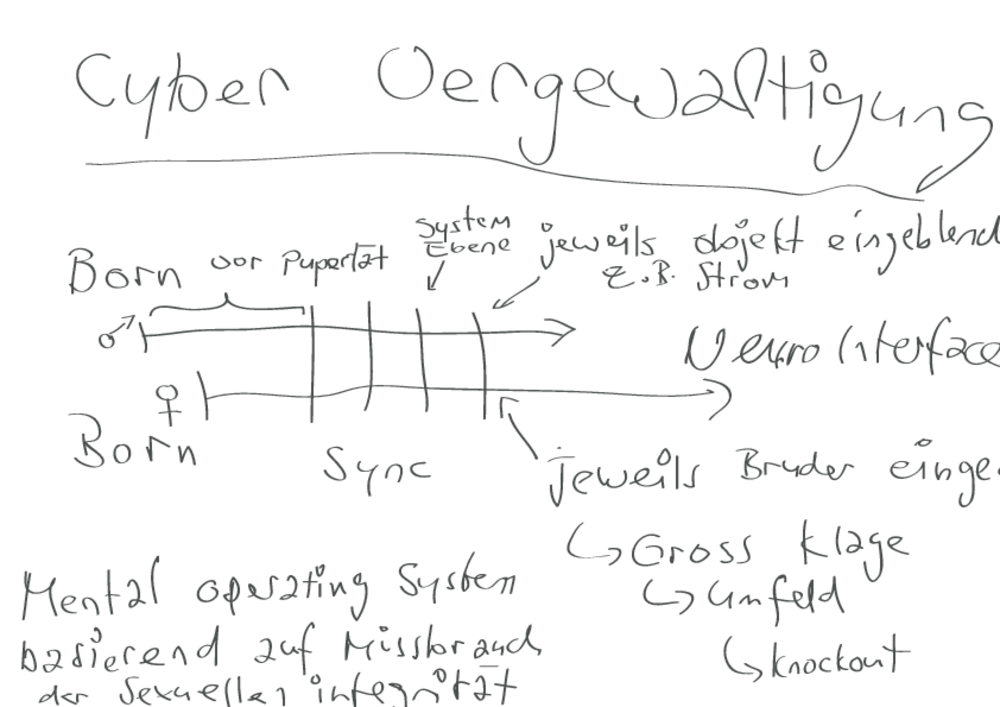 Cyber Vergewaltigung
System
Ebene
jeweils objekt eingeblend
z.B. Strom
Born vor Pupertät
♂
Neuro Interface
♀
Born
Sync
jeweils Bruder einge
↳ Gross klage
↳ Umfeld
↳ knockout
Mental operating System
basierend auf Missbrauch
der Sexuellen integrität